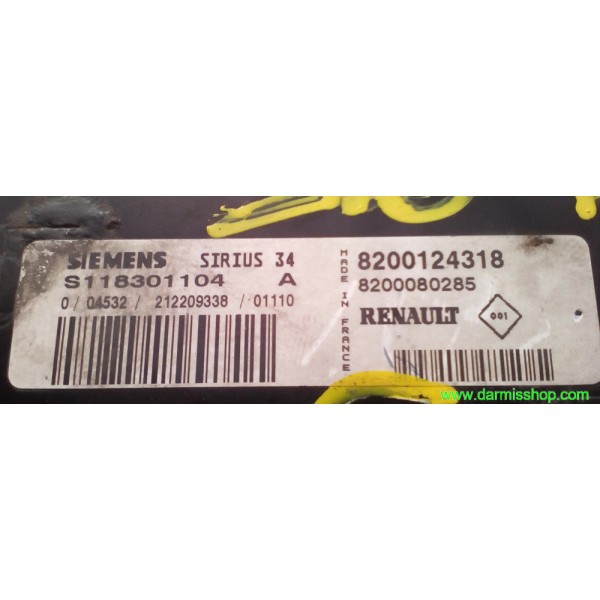 SIEMENS SIRIUS 34
S118301104 A
0/ 04532/ 212209338 / 01110
MADE IN FRANCE
8200124318
8200080285
RENAULT 001
www.darmisshop.com